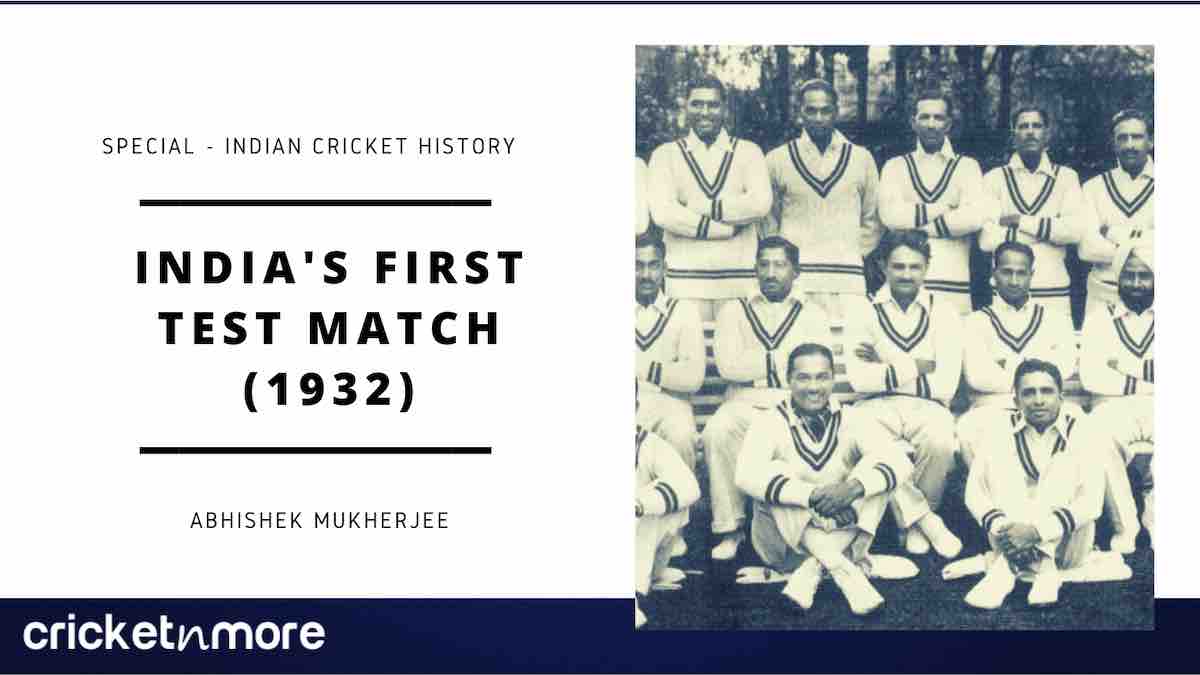 SPECIAL - INDIAN CRICKET HISTORY
INDIA'S FIRST
TEST MATCH
(1932)
ABHISHEK MUKHERJEE
cricketnmore